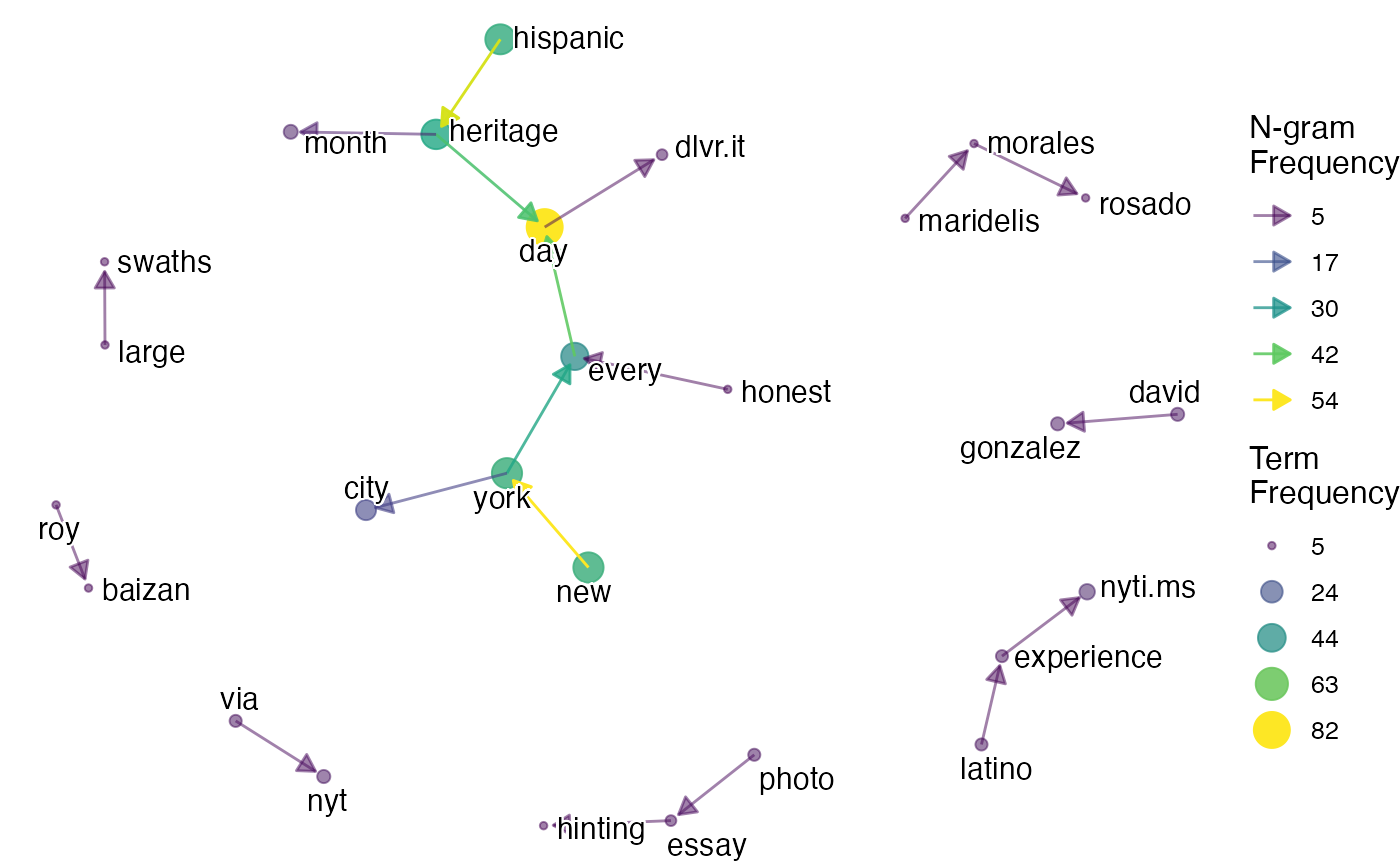 hispanic
heritage
month
dlvr.it
day
swaths
large
every
honest
city
york
new
roy
baizan
via
nyt
photo
hinting
essay
morales
maridelis
rosado
david
gonzalez
nyti.ms
experience
latino
N-gram
Frequency
5
17
30
42
54
Term
Frequency
5
24
44
63
82